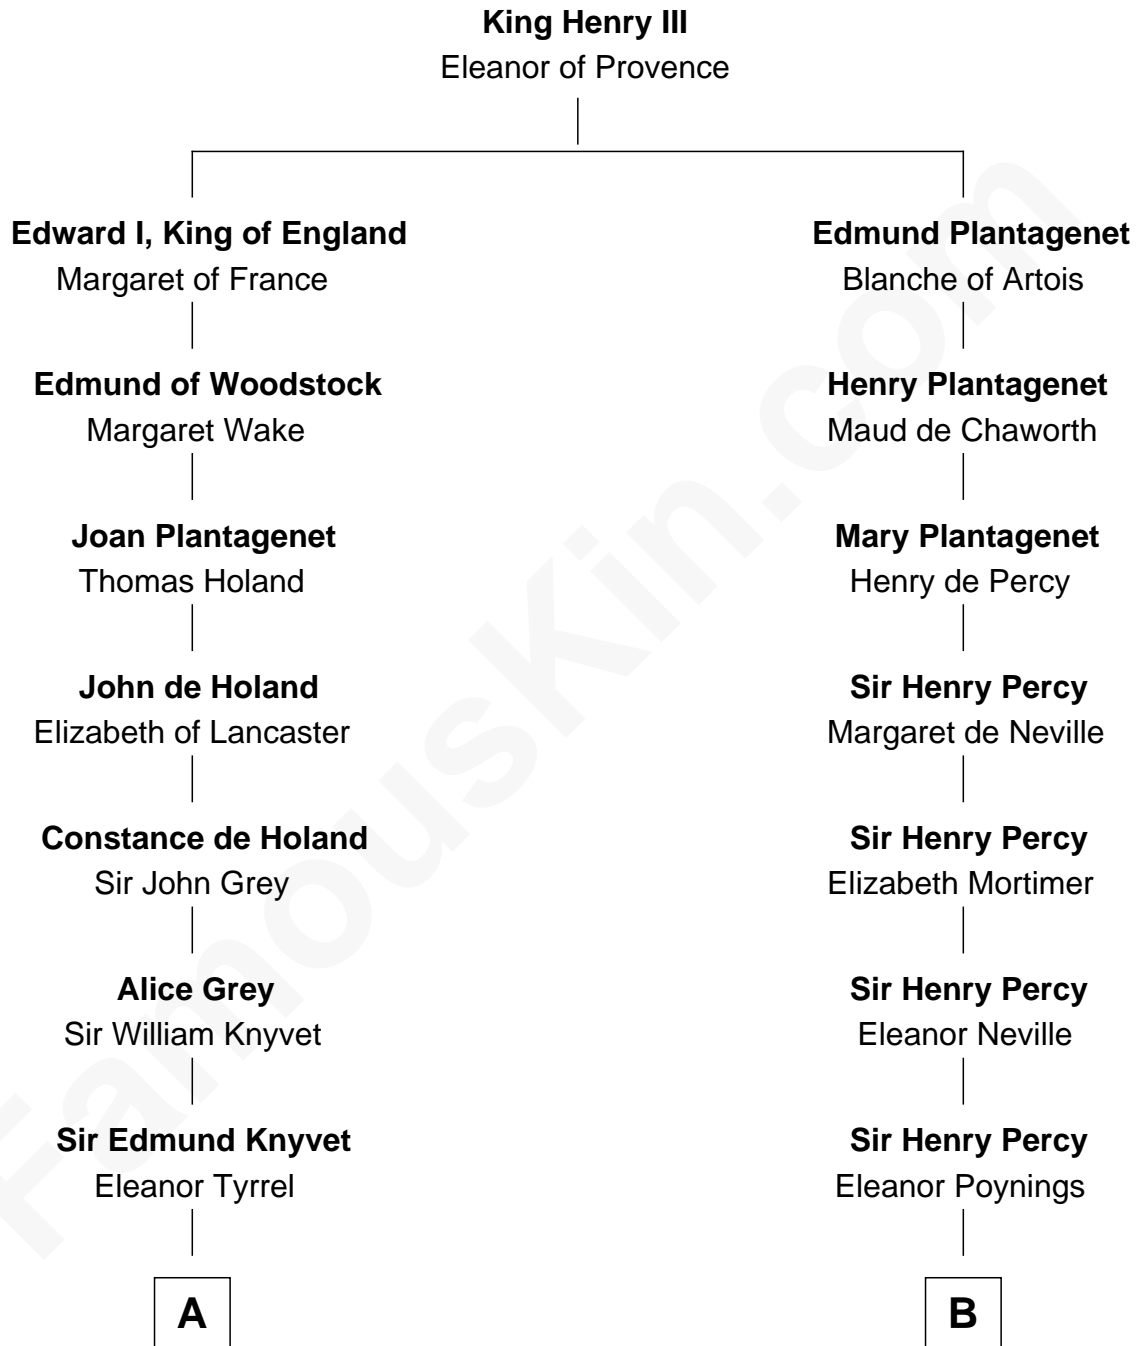 King Henry III
Eleanor of Provence
Edward I, King of England
Margaret of France
Edmund Plantagenet
Blanche of Artois
Edmund of Woodstock
Margaret Wake
Henry Plantagenet
Maud de Chaworth
Joan Plantagenet
Thomas Holand
Mary Plantagenet
Henry de Percy
John de Holand
Elizabeth of Lancaster
Sir Henry Percy
Margaret de Neville
Constance de Holand
Sir John Grey
Sir Henry Percy
Elizabeth Mortimer
Alice Grey
Sir William Knyvet
Sir Henry Percy
Eleanor Neville
Sir Edmund Knyvet
Eleanor Tyrrel
Sir Henry Percy
Eleanor Poynings
A
B
FamousKin.com